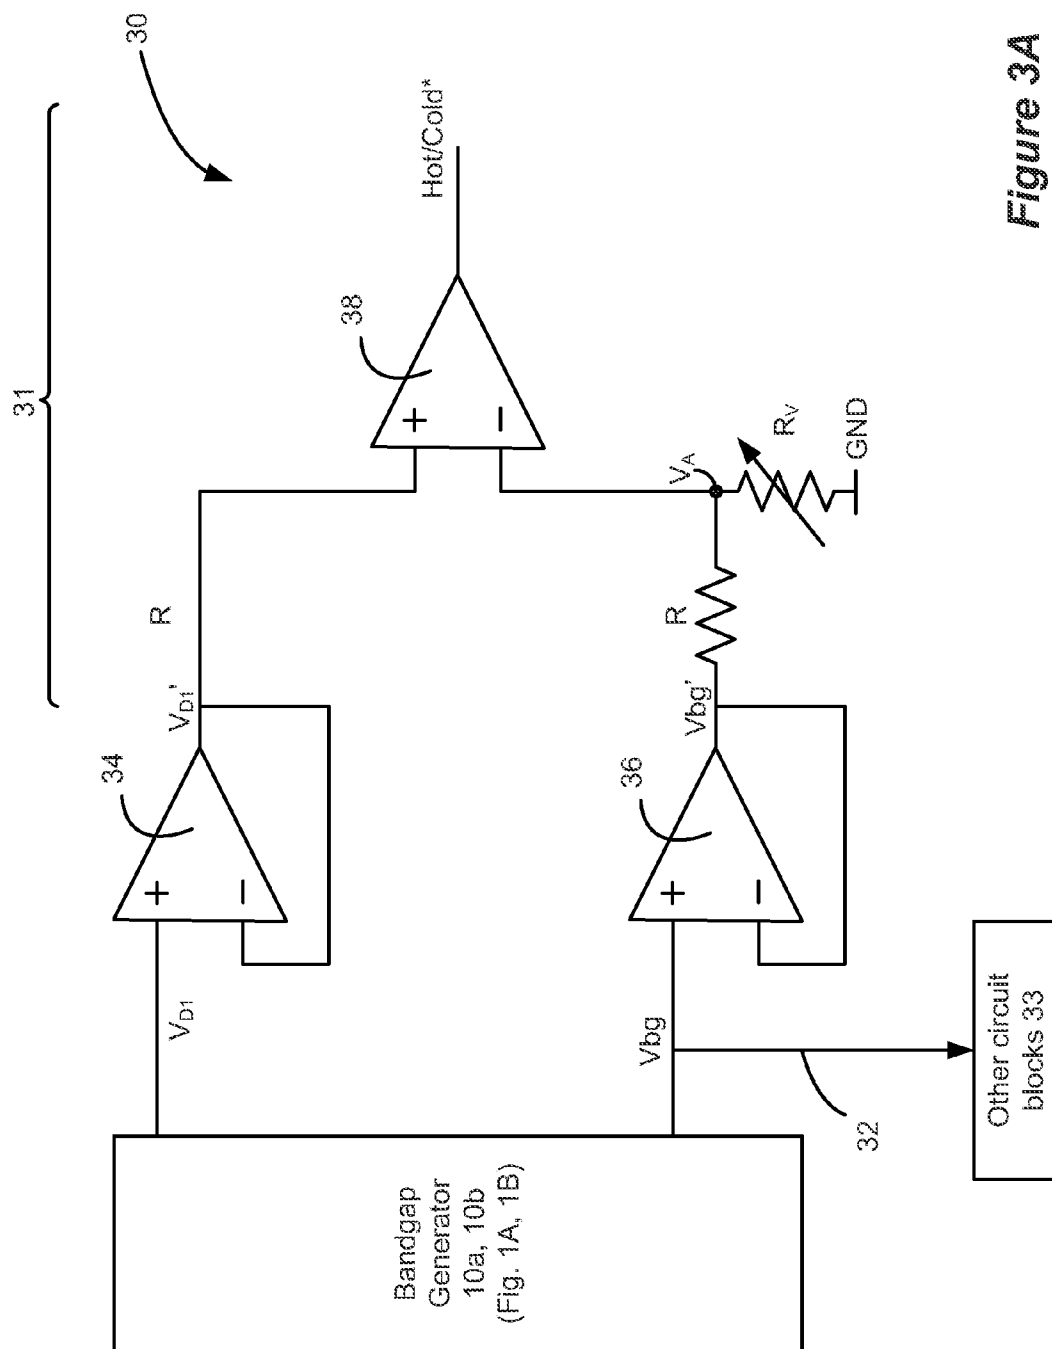 30
31
Bandgap
Generator
10a, 10b
(Fig. 1A, 1B)
V_D1
+
−
34
V_D1'
R
+
−
38
Hot/Cold*
Vbg
+
−
36
Vbg'
R
V_A
R_V
GND
32
Other circuit
blocks 33
Figure 3A